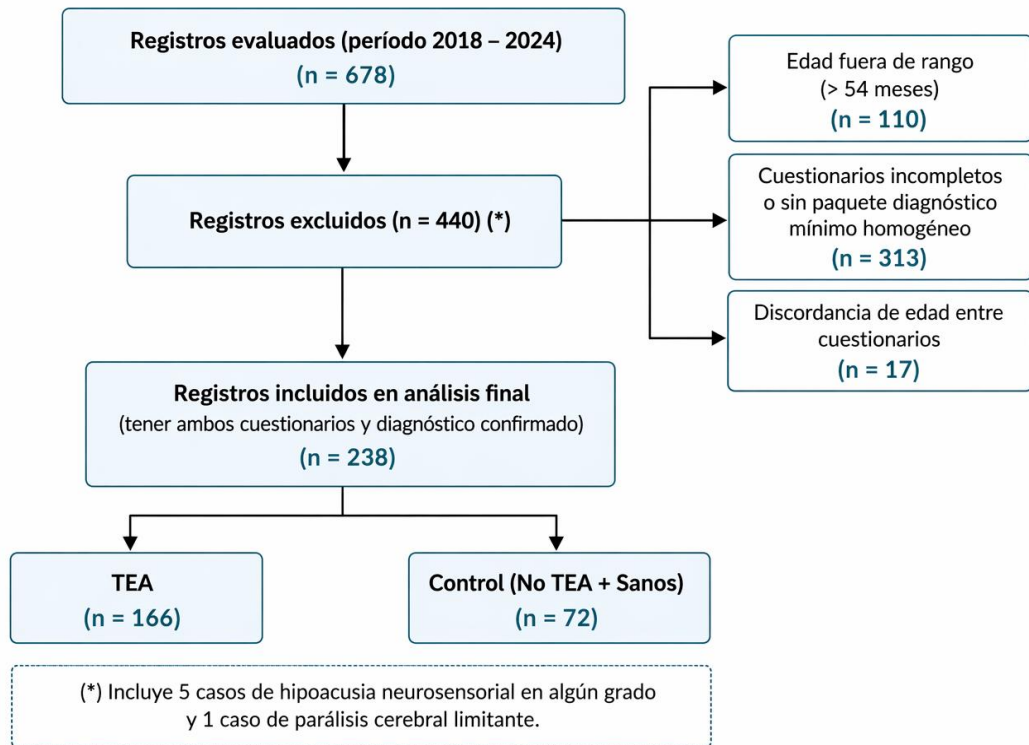 Registros evaluados (período 2018 – 2024)
(n = 678)
Edad fuera de rango
(> 54 meses)
(n = 110)
Registros excluidos (n = 440) (*)
Cuestionarios incompletos
o sin paquete diagnóstico
mínimo homogéneo
(n = 313)
Discordancia de edad entre
cuestionarios
(n = 17)
Registros incluidos en análisis final
(tener ambos cuestionarios y diagnóstico confirmado)
(n = 238)
TEA
(n = 166)
Control (No TEA + Sanos)
(n = 72)
(*) Incluye 5 casos de hipoacusia neurosensorial en algún grado
y 1 caso de parálisis cerebral limitante.